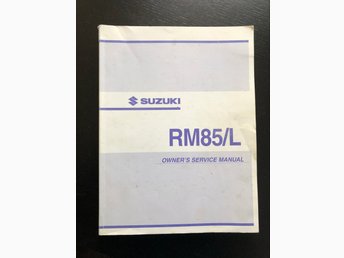 SUZUKI
RM85/L
OWNER'S SERVICE MANUAL